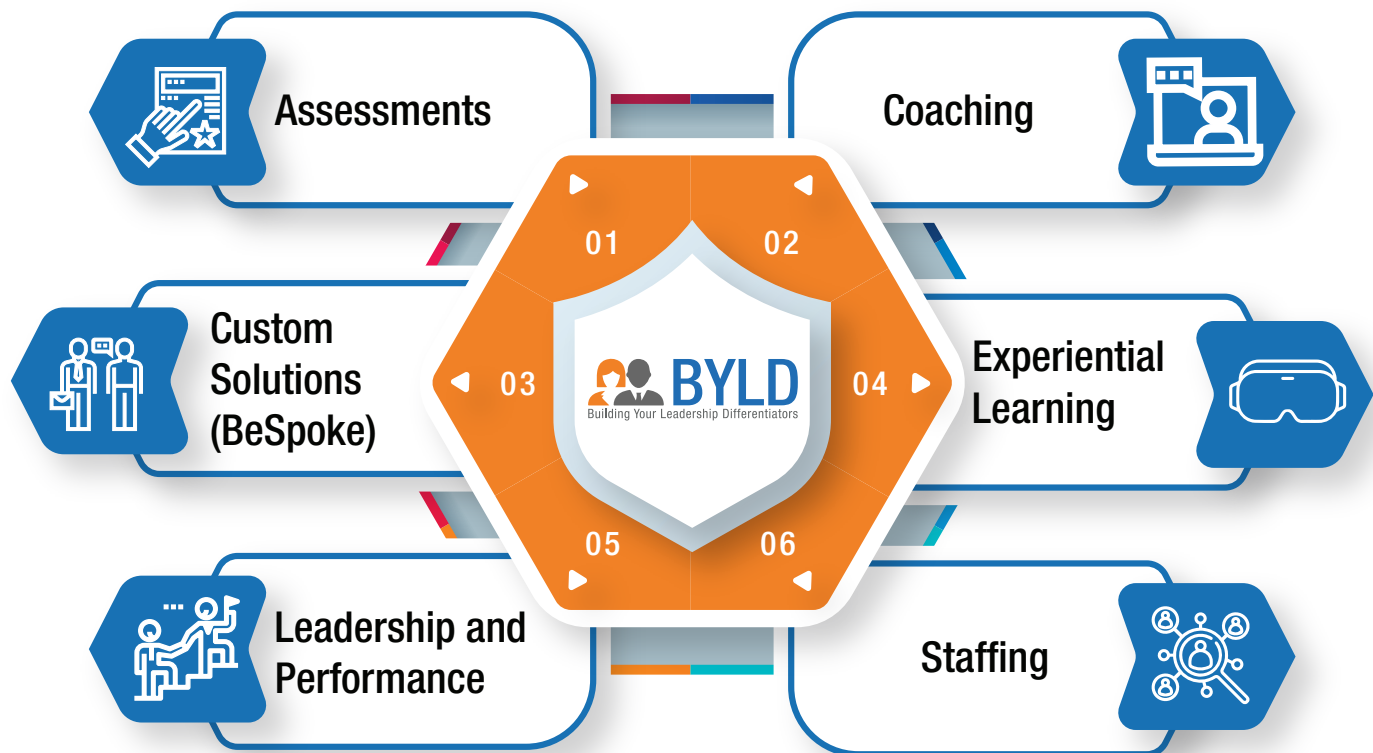 Assessments
Coaching
01
02
Custom
Solutions
(BeSpoke)
03
BYLD
Building Your Leadership Differentiators
04
Experiential
Learning
05
06
Leadership and
Performance
Staffing